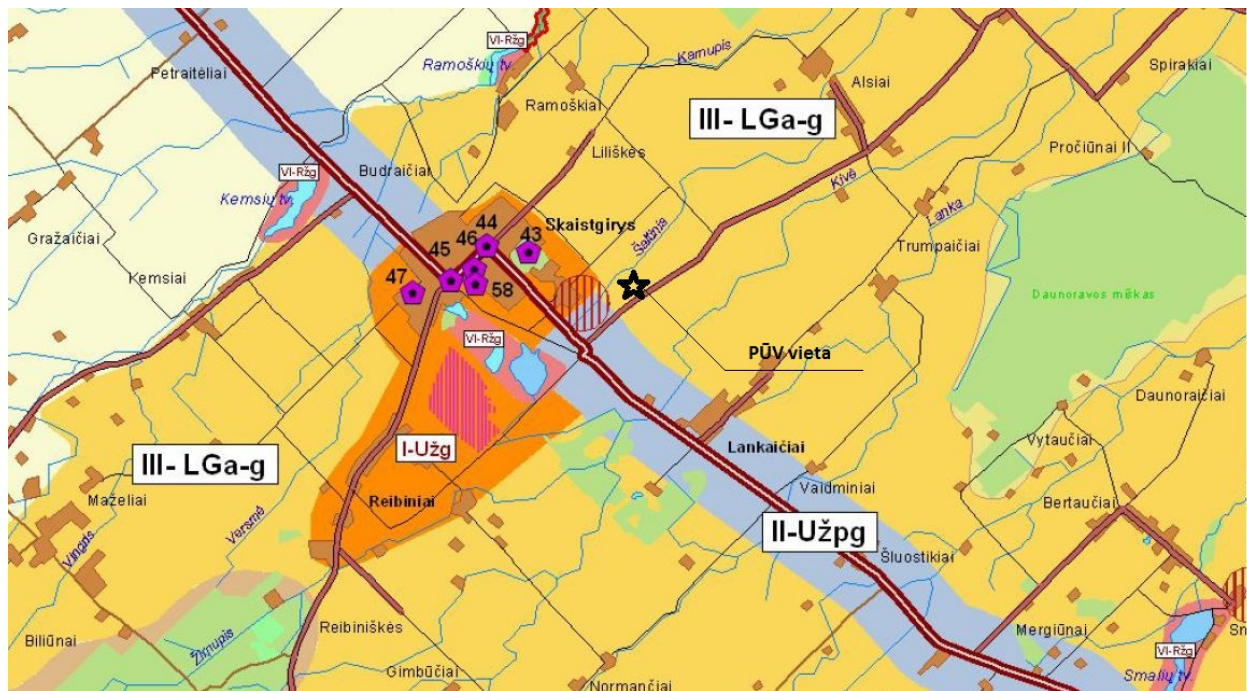 VI-Ržg
Kamupis
Spirakiai
Petraitėliai
Ramoškių tv.
Alsiai
Ramoškiai
III- LGa-g
Pročiūnai II
Liliškės
Budraičiai
VI-Ržg
Kivė
Kemsių tv.
Lanka
Skaistgirys
Šakinis
44
43
46
45
Gražaičiai
Trumpaičiai
Kemsiai
47
58
Daunoravos miškas
VI-Ržg
PŪV vieta
Daunoraičiai
I-Užg
Vytaučiai
Lankaičiai
III- LGa-g
Vaidminiai
Maželiai
Reibiniai
Bertaučiai
Versmė
II-Užpg
Vingris
Šluostikiai
Reibiniškės
Mergiūnai
Sn
Biliūnai
Žirnupis
VI-Ržg
Gimbūčiai
Normančiai
Smalių tv.